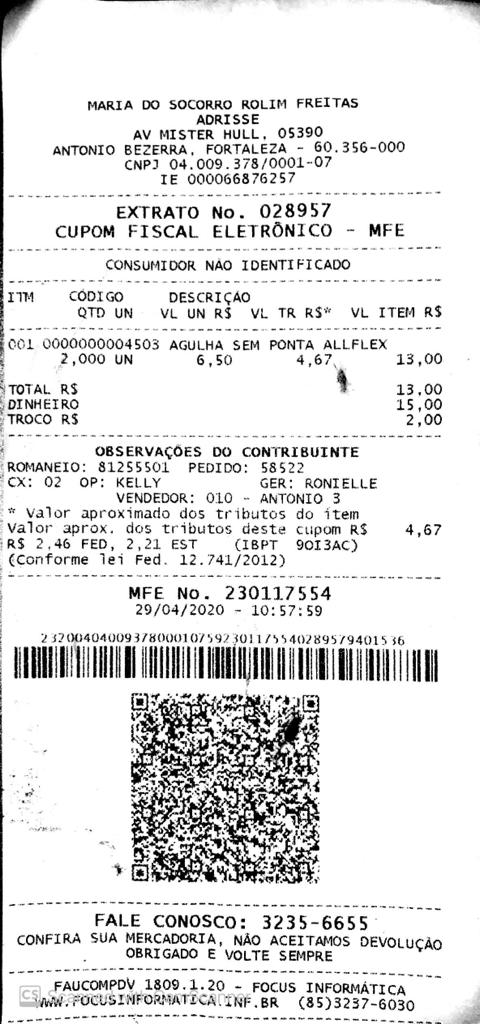 MARIA DO SOCORRO ROLIM FREITAS
ADRISSE
AV MISTER HULL, 05390
ANTONIO BEZERRA, FORTALEZA - 60.356-000
CNPJ 04.009.378/0001-07
IE 000066876257
EXTRATO No. 028957
CUPOM FISCAL ELETRÔNICO - MFE
CONSUMIDOR NÃO IDENTIFICADO
ITM CÓDIGO DESCRIÇÃO
QTD UN VL UN R$ VL TR R$* VL ITEM R$
001 0000000004503 AGULHA SEM PONTA ALLFLEX
2,000 UN 6,50 4,67 13,00
TOTAL R$ 13,00
DINHEIRO 15,00
TROCO R$ 2,00
OBSERVAÇÕES DO CONTRIBUINTE
ROMANEIO: 81255501 PEDIDO: 58522
CX: 02 OP: KELLY GER: RONIELLE
VENDEDOR: 010 - ANTONIO 3
* Valor aproximado dos tributos do item
Valor aprox. dos tributos deste cupom R$ 4,67
R$ 2,46 FED, 2,21 EST (IBPT 9OI3AC)
(Conforme lei Fed. 12.741/2012)
MFE No. 230117554
29/04/2020 - 10:57:59
23200404009378000107592301175540289579401536
FALE CONOSCO: 3235-6655
CONFIRA SUA MERCADORIA, NÃO ACEITAMOS DEVOLUÇÃO
OBRIGADO E VOLTE SEMPRE
FAUCOMPDV 1809.1.20 - FOCUS INFORMÁTICA
WWW.FOCUSINFORMATICA.INF.BR (85)3237-6030
CS